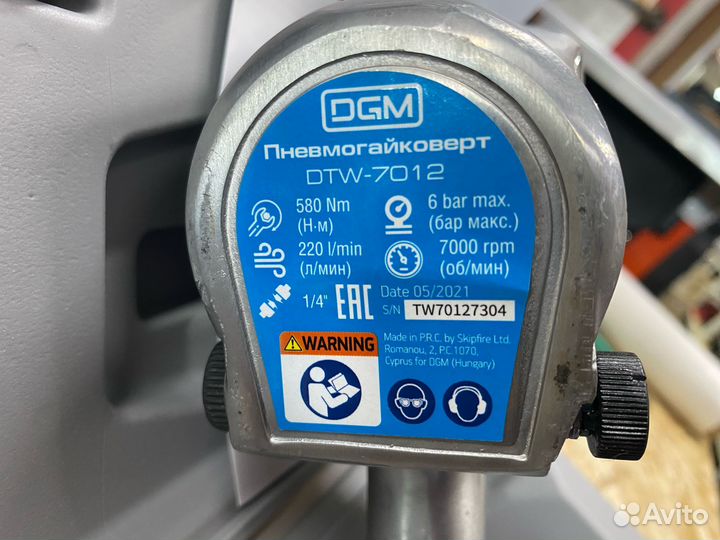 DGM
Пневмогайковерт
DTW-7012
580 Nm
(Н·м)
6 bar max.
(бар макс.)
220 l/min
(л/мин)
7000 rpm
(об/мин)
1/4"
EAC
Date 05/2021
S/N TW70127304
WARNING
Made in P.R.C. by Skipfire Ltd.
Romanou, 2, P.C. 1070,
Cyprus for DGM (Hungary)
Avito